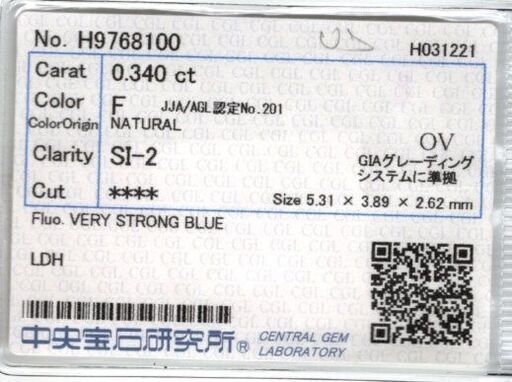 No. H9768100
H031221
Carat 0.340 ct
Color F JJA/AGL認定No.201
ColorOrigin NATURAL
Clarity SI-2
OV
GIAグレーディング
システムに準拠
Cut ****
Size 5.31 × 3.89 × 2.62 mm
Fluo. VERY STRONG BLUE
LDH
中央宝石研究所®
CENTRAL GEM
LABORATORY